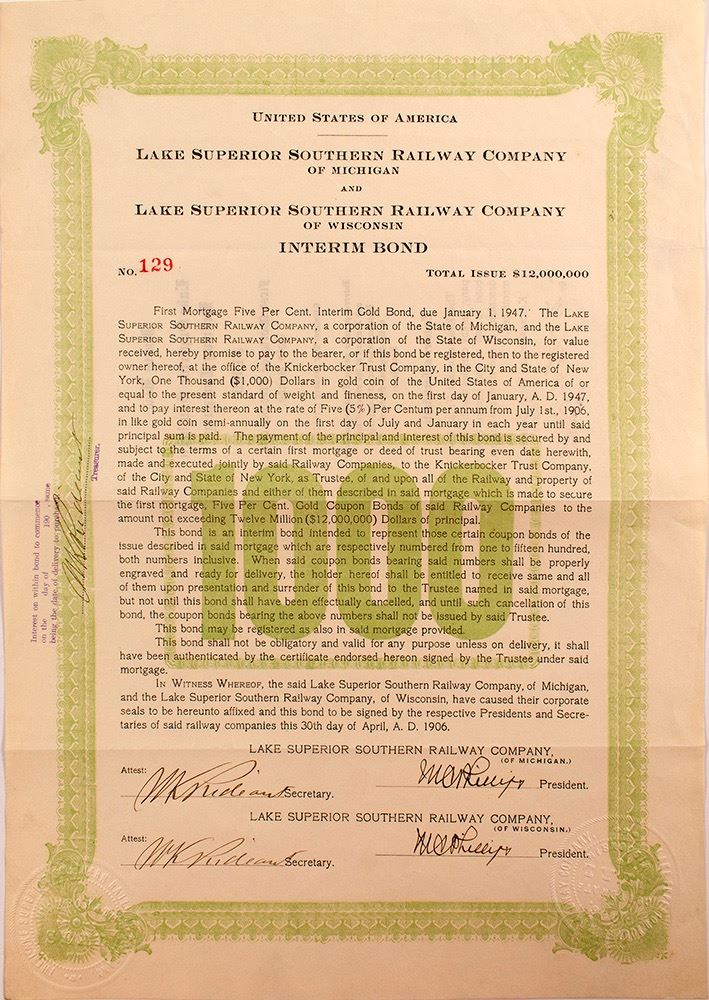 UNITED STATES OF AMERICA
LAKE SUPERIOR SOUTHERN RAILWAY COMPANY
OF MICHIGAN
AND
LAKE SUPERIOR SOUTHERN RAILWAY COMPANY
OF WISCONSIN
INTERIM BOND
NO. 129
TOTAL ISSUE $12,000,000
First Mortgage Five Per Cent. Interim Gold Bond, due January 1, 1947. The LAKE
SUPERIOR SOUTHERN RAILWAY COMPANY, a corporation of the State of Michigan, and the LAKE
SUPERIOR SOUTHERN RAILWAY COMPANY, a corporation of the State of Wisconsin, for value
received, hereby promise to pay to the bearer, or if this bond be registered, then to the registered
owner hereof, at the office of the Knickerbocker Trust Company, in the City and State of New
York, One Thousand ($1,000) Dollars in gold coin of the United States of America of or
equal to the present standard of weight and fineness, on the first day of January, A. D. 1947,
and to pay interest thereon at the rate of Five (5%) Per Centum per annum from July 1st., 1906,
in like gold coin semi-annually on the first day of July and January in each year until said
principal sum is paid. The payment of the principal and interest of this bond is secured by and
subject to the terms of a certain first mortgage or deed of trust bearing even date herewith,
made and executed jointly by said Railway Companies, to the Knickerbocker Trust Company,
of the City and State of New York, as Trustee, of and upon all of the Railway and property of
said Railway Companies and either of them described in said mortgage which is made to secure
the first mortgage, Five Per Cent. Gold Coupon Bonds of said Railway Companies to the
amount not exceeding Twelve Million ($12,000,000) Dollars of principal.
This bond is an interim bond intended to represent those certain coupon bonds of the
issue described in said mortgage which are respectively numbered from one to fifteen hundred,
both numbers inclusive. When said coupon bonds bearing said numbers shall be properly
engraved and ready for delivery, the holder hereof shall be entitled to receive same and all
of them upon presentation and surrender of this bond to the Trustee named in said mortgage,
but not until this bond shall have been effectually cancelled, and until such cancellation of this
bond, the coupon bonds bearing the above numbers shall not be issued by said Trustee.
This bond may be registered as also in said mortgage provided.
This bond shall not be obligatory and valid for any purpose unless on delivery, it shall
have been authenticated by the certificate endorsed hereon signed by the Trustee under said
mortgage.
IN WITNESS WHEREOF, the said Lake Superior Southern Railway Company, of Michigan,
and the Lake Superior Southern Railway Company, of Wisconsin, have caused their corporate
seals to be hereunto affixed and this bond to be signed by the respective Presidents and Secre-
taries of said railway companies this 30th day of April, A. D. 1906.
LAKE SUPERIOR SOUTHERN RAILWAY COMPANY,
(OF MICHIGAN.)
Attest:
Secretary.
President.
LAKE SUPERIOR SOUTHERN RAILWAY COMPANY,
(OF WISCONSIN.)
Attest:
Secretary.
President.
Interest on within bond to commence
on the day of 190 , same
being the date of delivery to purchaser
Treasurer.